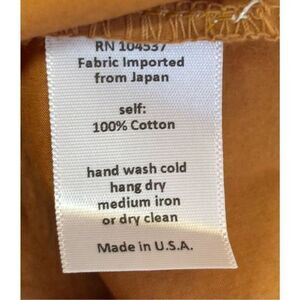 RN 104537
Fabric Imported
from Japan
self:
100% Cotton
hand wash cold
hang dry
medium iron
or dry clean
Made in U.S.A.